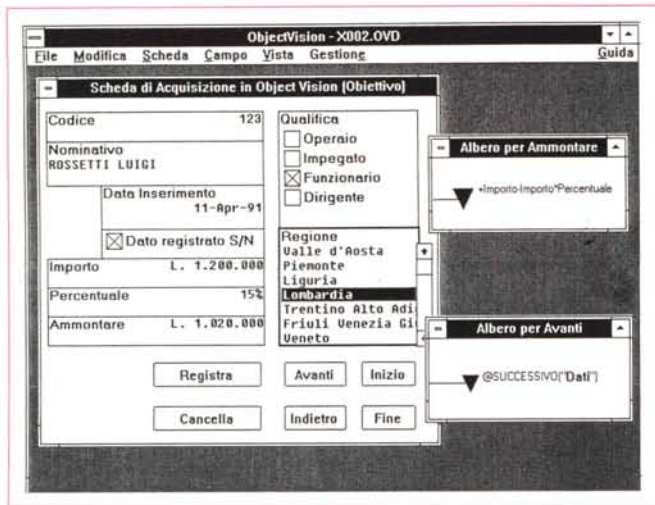 ObjectVision - X002.OVD
File Modifica Scheda Campo Vista Gestione Guida
Scheda di Acquisizione in Object Vision (Obiettivo)
Codice 123
Nominativo
ROSSETTI LUIGI
Data Inserimento
11-Apr-91
Dato registrato S/N
Importo L. 1.200.000
Percentuale 15%
Ammontare L. 1.020.000
Qualifica
Operaio
Impegato
Funzionario
Dirigente
Regione
Valle d'Aosta
Piemonte
Liguria
Lombardia
Trentino Alto Adi
Friuli Venezia Gi
Veneto
Registra Avanti Inizio
Cancella Indietro Fine
Albero per Ammontare
+Importo-Importo*Percentuale
Albero per Avanti
@SUCCESSIVO("Dati")